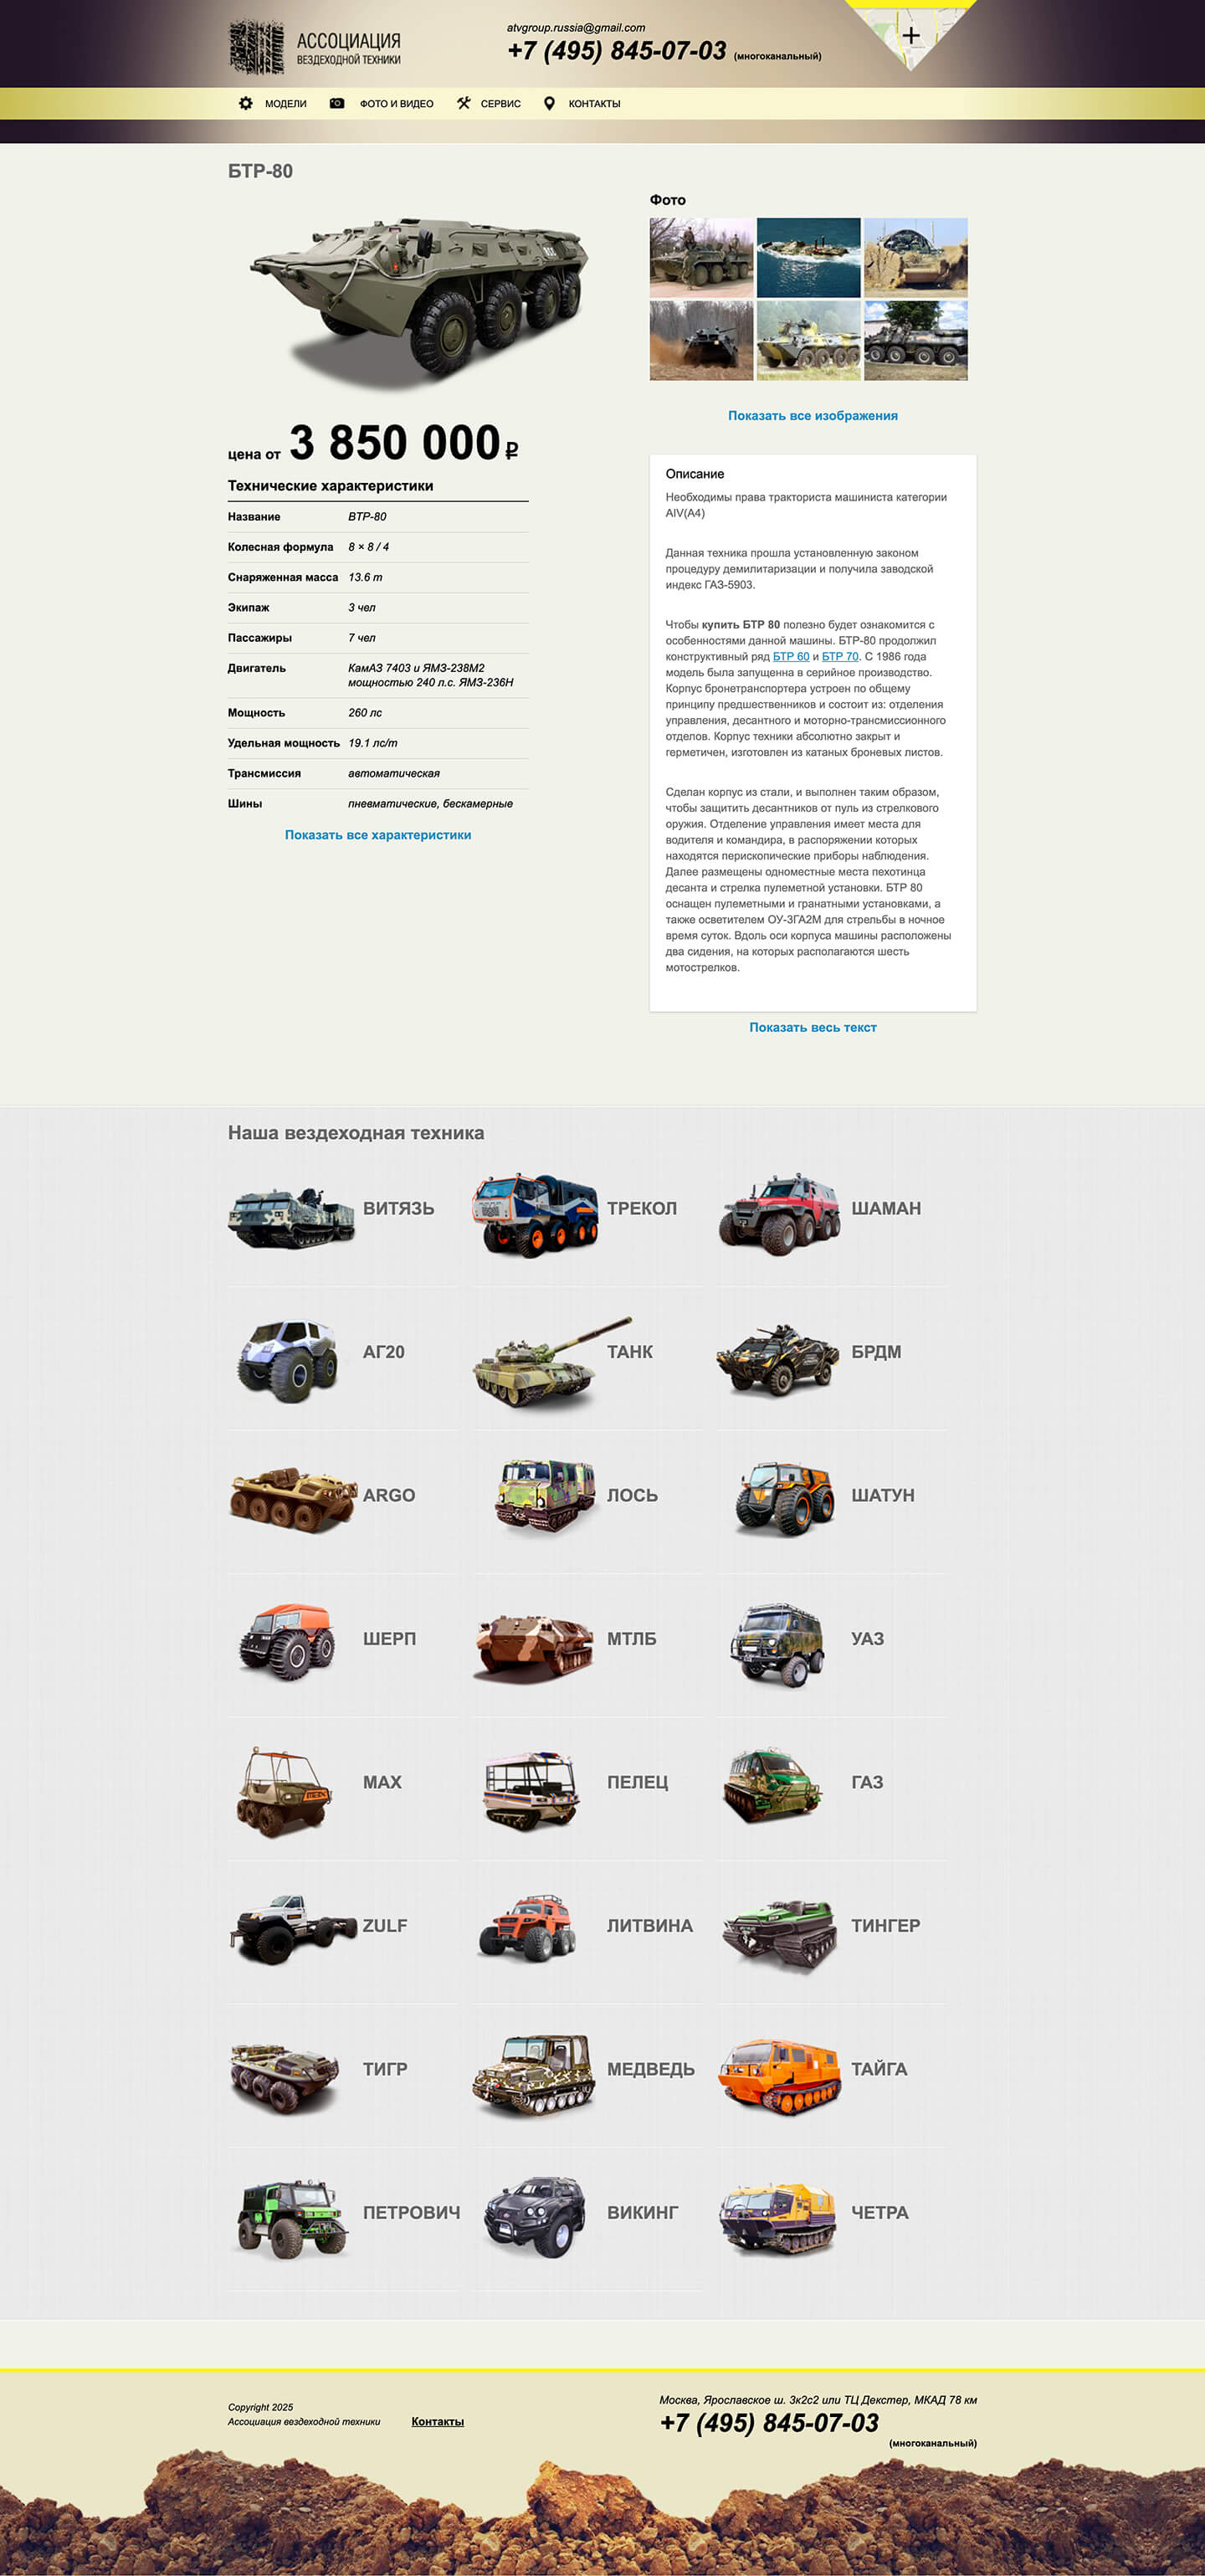 АССОЦИАЦИЯ
ВЕЗДЕХОДНОЙ ТЕХНИКИ
atvgroup.russia@gmail.com
+7 (495) 845-07-03 (многоканальный)
МОДЕЛИ ФОТО И ВИДЕО СЕРВИС КОНТАКТЫ
БТР-80
Фото
Показать все изображения
цена от 3 850 000 ₽
Технические характеристики
Название BTP-80
Колесная формула 8 × 8 / 4
Снаряженная масса 13.6 т
Экипаж 3 чел
Пассажиры 7 чел
Двигатель КамАЗ 7403 и ЯМЗ-238М2
мощностью 240 л.с. ЯМЗ-236Н
Мощность 260 лс
Удельная мощность 19.1 лс/т
Трансмиссия автоматическая
Шины пневматические, бескамерные
Показать все характеристики
Описание
Необходимы права тракториста машиниста категории
AIV(A4)
Данная техника прошла установленную законом
процедуру демилитаризации и получила заводской
индекс ГАЗ-5903.
Чтобы купить БТР 80 полезно будет ознакомится с
особенностями данной машины. БТР-80 продолжил
конструктивный ряд БТР 60 и БТР 70. С 1986 года
модель была запущенна в серийное производство.
Корпус бронетранспортера устроен по общему
принципу предшественников и состоит из: отделения
управления, десантного и моторно-трансмиссионного
отделов. Корпус техники абсолютно закрыт и
герметичен, изготовлен из катаных броневых листов.
Сделан корпус из стали, и выполнен таким образом,
чтобы защитить десантников от пуль из стрелкового
оружия. Отделение управления имеет места для
водителя и командира, в распоряжении которых
находятся перископические приборы наблюдения.
Далее размещены одноместные места пехотинца
десанта и стрелка пулеметной установки. БТР 80
оснащен пулеметными и гранатными установками, а
также осветителем ОУ-3ГА2М для стрельбы в ночное
время суток. Вдоль оси корпуса машины расположены
два сидения, на которых располагаются шесть
мотострелков.
Показать весь текст
Наша вездеходная техника
ВИТЯЗЬ ТРЕКОЛ ШАМАН
АГ20 ТАНК БРДМ
ARGO ЛОСЬ ШАТУН
ШЕРП МТЛБ УАЗ
MAX ПЕЛЕЦ ГАЗ
ZULF ЛИТВИНА ТИНГЕР
ТИГР МЕДВЕДЬ ТАЙГА
ПЕТРОВИЧ ВИКИНГ ЧЕТРА
Copyright 2025
Ассоциация вездеходной техники
Контакты
Москва, Ярославское ш. 3к2с2 или ТЦ Декстер, МКАД 78 км
+7 (495) 845-07-03
(многоканальный)